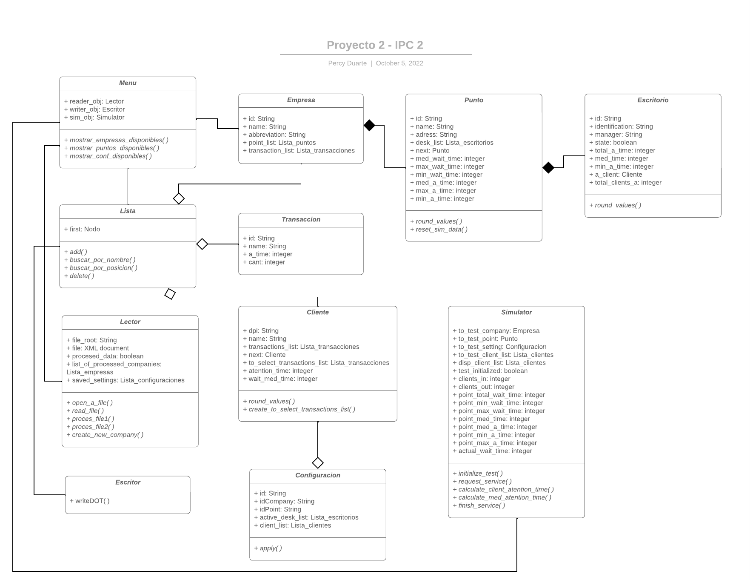 Proyecto 2 - IPC 2
Percy Duarte | October 5, 2022
Menu
+ reader_obj: Lector
+ writer_obj: Escritor
+ sim_obj: Simulator
+ mostrar_empresas_disponibles( )
+ mostrar_puntos_disponibles( )
+ mostrar_conf_disponibles( )
Empresa
+ id: String
+ name: String
+ abbreviation: String
+ point_list: Lista_puntos
+ transaction_list: Lista_transacciones
Punto
+ id: String
+ name: String
+ adress: String
+ desk_list: Lista_escritorios
+ next: Punto
+ med_wait_time: integer
+ max_wait_time: integer
+ min_wait_time: integer
+ med_a_time: integer
+ max_a_time: integer
+ min_a_time: integer
+ round_values( )
+ reset_sim_data( )
Escritorio
+ id: String
+ identification: String
+ manager: String
+ state: boolean
+ total_a_time: integer
+ med_time: integer
+ min_a_time: integer
+ a_client: Cliente
+ total_clients_a: integer
+ round_values( )
Lista
+ first: Nodo
+ add( )
+ buscar_por_nombre( )
+ buscar_por_posicion( )
+ delete( )
Transaccion
+ id: String
+ name: String
+ a_time: integer
+ cant: integer
Lector
+ file_root: String
+ file: XML document
+ procesed_data: boolean
+ list_of_processed_companies:
Lista_empresas
+ saved_settings: Lista_configuraciones
+ open_a_file( )
+ read_file( )
+ proces_file1( )
+ proces_file2( )
+ create_new_company( )
Cliente
+ dpi: String
+ name: String
+ transactions_list: Lista_transacciones
+ next: Cliente
+ to_select_transactions_list: Lista_transacciones
+ atention_time: integer
+ wait_med_time: integer
+ round_values( )
+ create_to_select_transactions_list( )
Simulator
+ to_test_company: Empresa
+ to_test_point: Punto
+ to_test_setting: Configuracion
+ to_test_client_list: Lista_clientes
+ disp_client_list: Lista_clientes
+ test_initialized: boolean
+ clients_in: integer
+ clients_out: integer
+ point_total_wait_time: integer
+ point_min_wait_time: integer
+ point_max_wait_time: integer
+ point_med_time: integer
+ point_med_a_time: integer
+ point_min_a_time: integer
+ point_max_a_time: integer
+ actual_wait_time: integer
+ initialize_test( )
+ request_service( )
+ calculate_client_atention_time( )
+ calculate_med_atention_time( )
+ finish_service( )
Escritor
+ writeDOT( )
Configuracion
+ id: String
+ idCompany: String
+ idPoint: String
+ active_desk_list: Lista_escritorios
+ client_list: Lista_clientes
+ apply( )